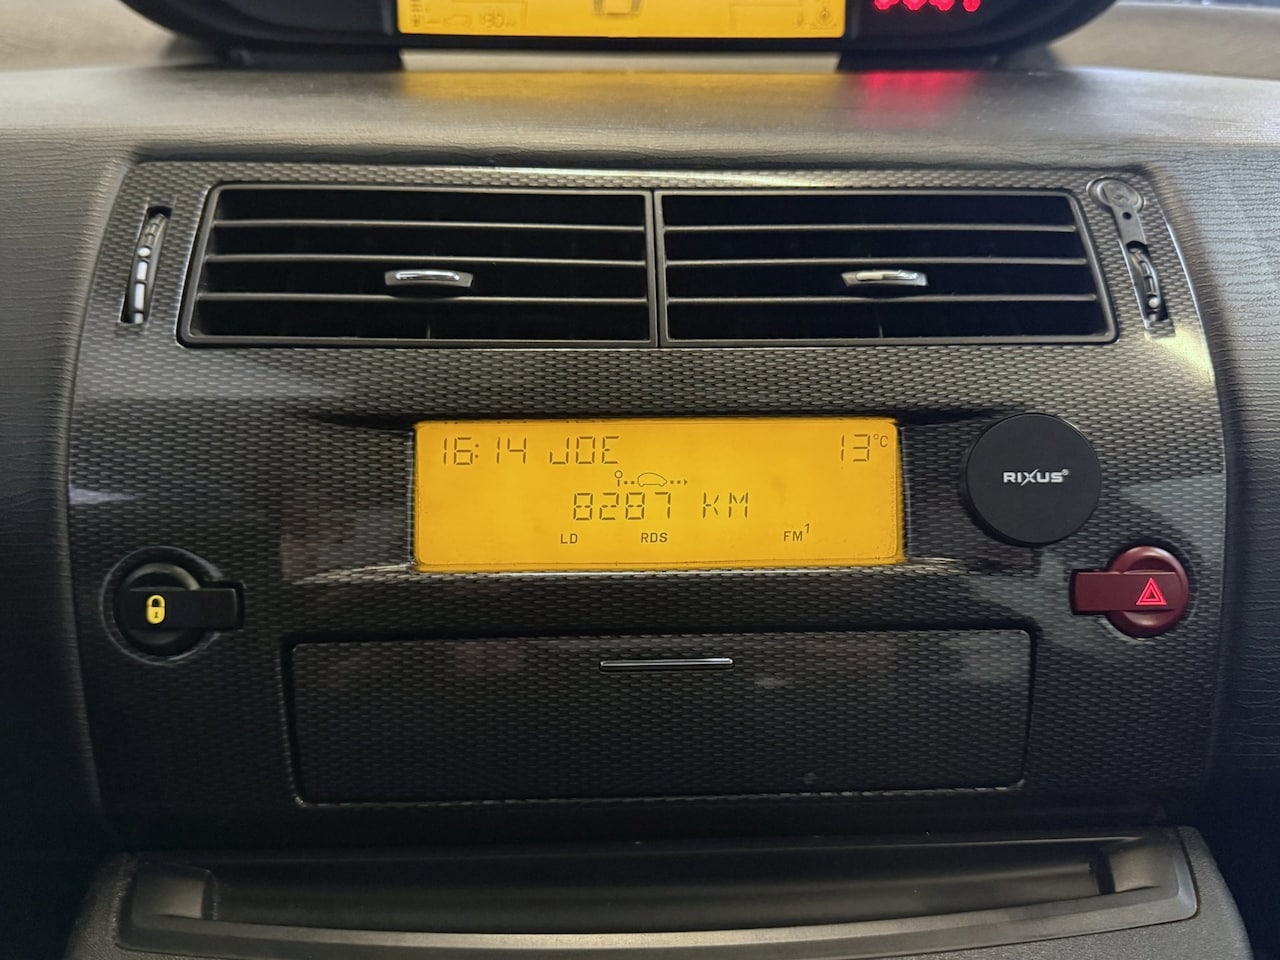 16:14 JOE 13°C
8287 KM
LD RDS FM1
RIXUS®